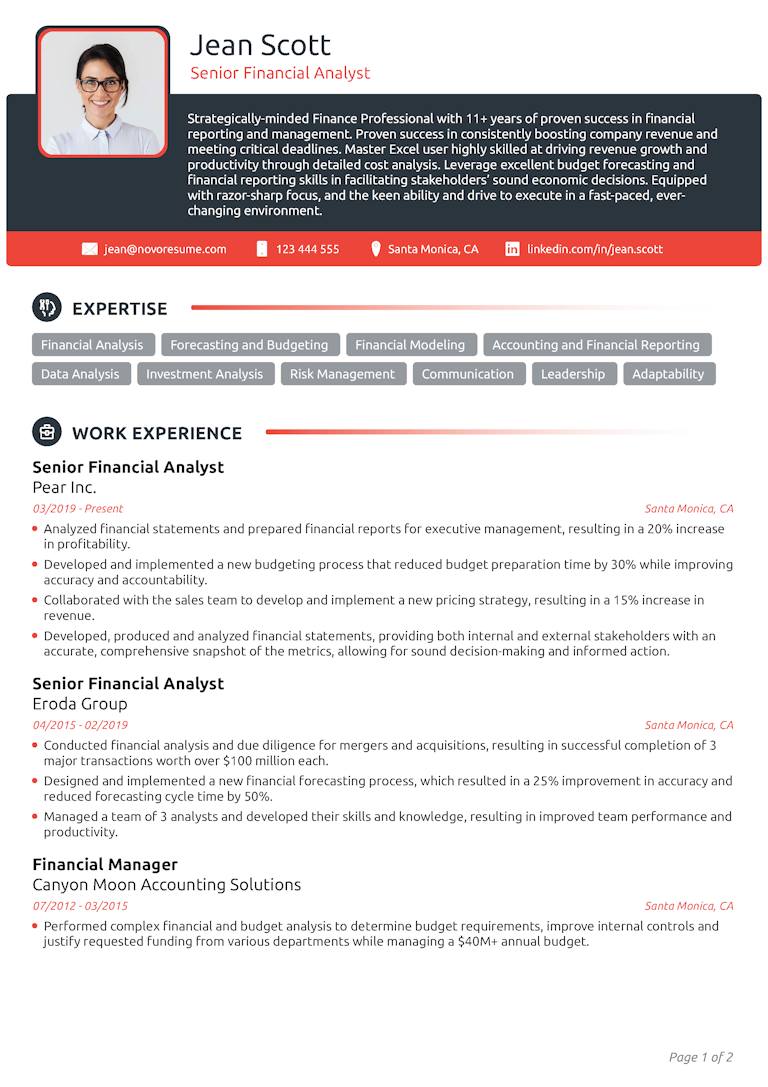 Jean Scott
Senior Financial Analyst
Strategically-minded Finance Professional with 11+ years of proven success in financial
reporting and management. Proven success in consistently boosting company revenue and
meeting critical deadlines. Master Excel user highly skilled at driving revenue growth and
productivity through detailed cost analysis. Leverage excellent budget forecasting and
financial reporting skills in facilitating stakeholders' sound economic decisions. Equipped
with razor-sharp focus, and the keen ability and drive to execute in a fast-paced, ever-
changing environment.
jean@novoresume.com 123 444 555 Santa Monica, CA linkedin.com/in/jean.scott
EXPERTISE
Financial Analysis Forecasting and Budgeting Financial Modeling Accounting and Financial Reporting
Data Analysis Investment Analysis Risk Management Communication Leadership Adaptability
WORK EXPERIENCE
Senior Financial Analyst
Pear Inc.
03/2019 - Present Santa Monica, CA
• Analyzed financial statements and prepared financial reports for executive management, resulting in a 20% increase
in profitability.
• Developed and implemented a new budgeting process that reduced budget preparation time by 30% while improving
accuracy and accountability.
• Collaborated with the sales team to develop and implement a new pricing strategy, resulting in a 15% increase in
revenue.
• Developed, produced and analyzed financial statements, providing both internal and external stakeholders with an
accurate, comprehensive snapshot of the metrics, allowing for sound decision-making and informed action.
Senior Financial Analyst
Eroda Group
04/2015 - 02/2019 Santa Monica, CA
• Conducted financial analysis and due diligence for mergers and acquisitions, resulting in successful completion of 3
major transactions worth over $100 million each.
• Designed and implemented a new financial forecasting process, which resulted in a 25% improvement in accuracy and
reduced forecasting cycle time by 50%.
• Managed a team of 3 analysts and developed their skills and knowledge, resulting in improved team performance and
productivity.
Financial Manager
Canyon Moon Accounting Solutions
07/2012 - 03/2015 Santa Monica, CA
• Performed complex financial and budget analysis to determine budget requirements, improve internal controls and
justify requested funding from various departments while managing a $40M+ annual budget.
Page 1 of 2